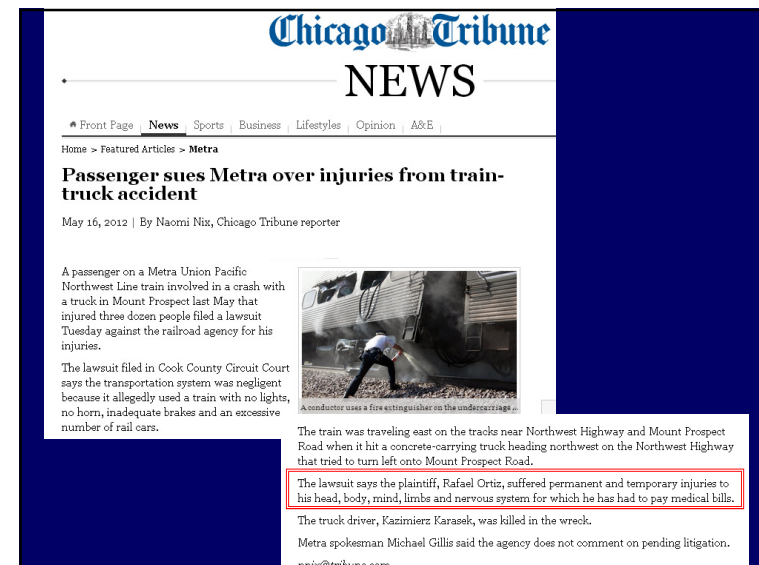 Chicago Tribune
NEWS
Front Page
News
Sports
Business
Lifestyles
Opinion
A&E
Home > Featured Articles > Metra
Passenger sues Metra over injuries from train-
truck accident
May 16, 2012 | By Naomi Nix, Chicago Tribune reporter
A passenger on a Metra Union Pacific
Northwest Line train involved in a crash with
a truck in Mount Prospect last May that
injured three dozen people filed a lawsuit
Tuesday against the railroad agency for his
injuries.
The lawsuit filed in Cook County Circuit Court
says the transportation system was negligent
because it allegedly used a train with no lights,
no horn, inadequate brakes and an excessive
number of rail cars.
A conductor uses a fire extinguisher on the undercarriage ...
The train was traveling east on the tracks near Northwest Highway and Mount Prospect
Road when it hit a concrete-carrying truck heading northwest on the Northwest Highway
that tried to turn left onto Mount Prospect Road.
The lawsuit says the plaintiff, Rafael Ortiz, suffered permanent and temporary injuries to
his head, body, mind, limbs and nervous system for which he has had to pay medical bills.
The truck driver, Kazimierz Karasek, was killed in the wreck.
Metra spokesman Michael Gillis said the agency does not comment on pending litigation.